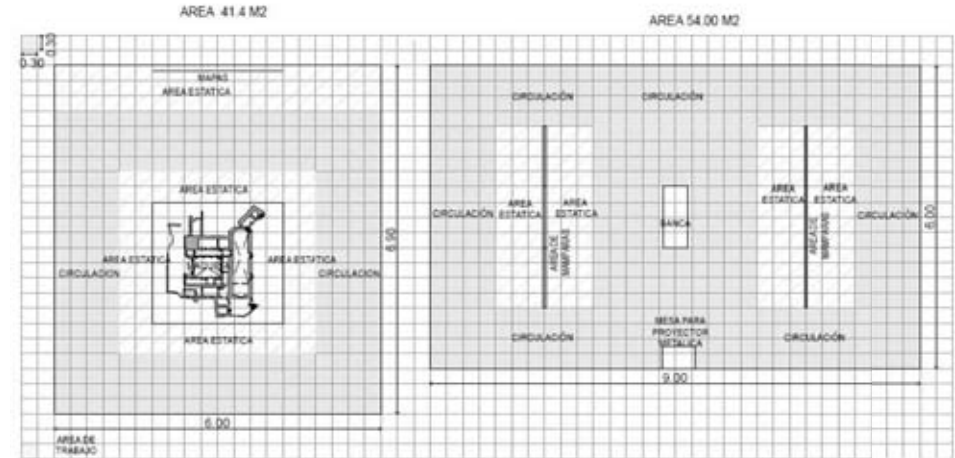 AREA 41.4 M2
AREA 54.00 M2
0.30
0.30
MAPAS
AREA ESTATICA
AREA ESTATICA
AREA ESTATICA
AREA ESTATICA
CIRCULACION
CIRCULACION
AREA ESTATICA
6.90
6.00
AREA DE
TRABAJO
CIRCULACIÓN
CIRCULACIÓN
CIRCULACIÓN
AREA
ESTATICA
AREA
ESTATICA
AREA DE
MAMPARAS
BANCA
AREA
ESTATICA
AREA
ESTATICA
AREA DE
MAMPARAS
CIRCULACIÓN
6.00
CIRCULACIÓN
MESA PARA
PROYECTOR
METALICA
CIRCULACIÓN
9.00